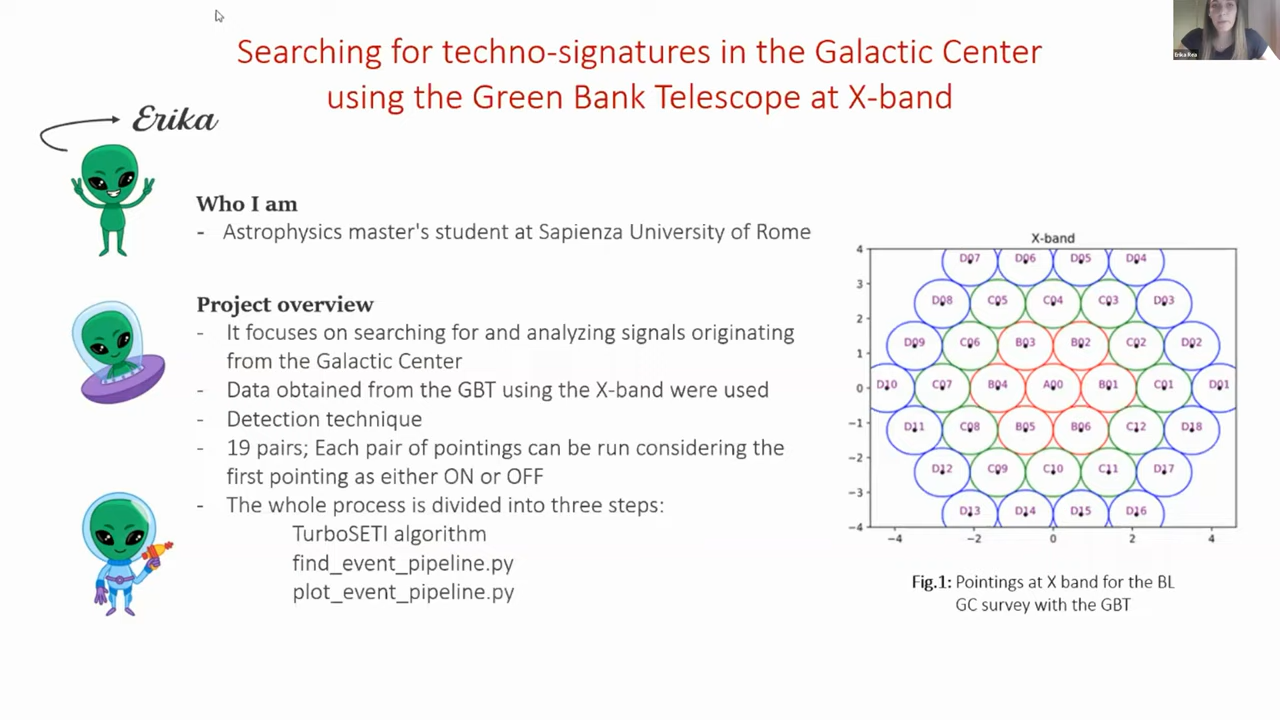 Searching for techno-signatures in the Galactic Center
using the Green Bank Telescope at X-band
Erika Rea
Erika
Who I am
- Astrophysics master's student at Sapienza University of Rome
Project overview
- It focuses on searching for and analyzing signals originating
from the Galactic Center
- Data obtained from the GBT using the X-band were used
- Detection technique
- 19 pairs; Each pair of pointings can be run considering the
first pointing as either ON or OFF
- The whole process is divided into three steps:
TurboSETI algorithm
find_event_pipeline.py
plot_event_pipeline.py
X-band
4
D07 D06 D05 D04
3
D08 C05 C04 C03 D03
2
D09 C06 B03 B02 C02 D02
1
0 D10 C07 B04 A00 B01 C01 D01
−1
D11 C08 B05 B06 C12 D18
−2
D12 C09 C10 C11 D17
−3
D13 D14 D15 D16
−4
−4 −2 0 2 4
Fig.1: Pointings at X band for the BL
GC survey with the GBT